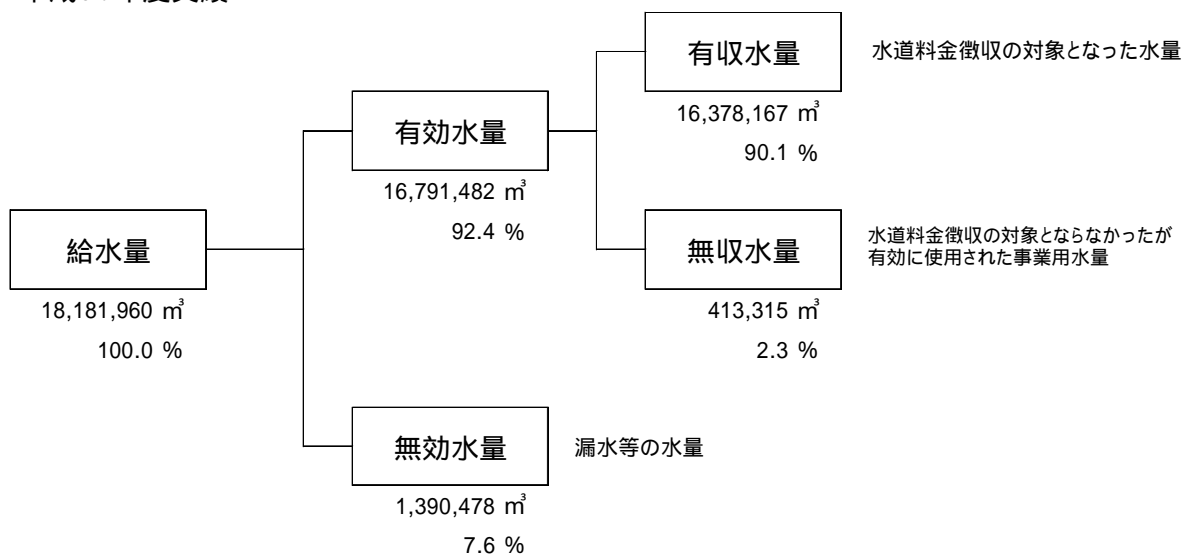 有収水量
水道料金徴収の対象となった水量
16,378,167 ㎥
90.1 %
有効水量
16,791,482 ㎥
92.4 %
無収水量
水道料金徴収の対象とならなかったが
有効に使用された事業用水量
413,315 ㎥
2.3 %
給水量
18,181,960 ㎥
100.0 %
無効水量
漏水等の水量
1,390,478 ㎥
7.6 %